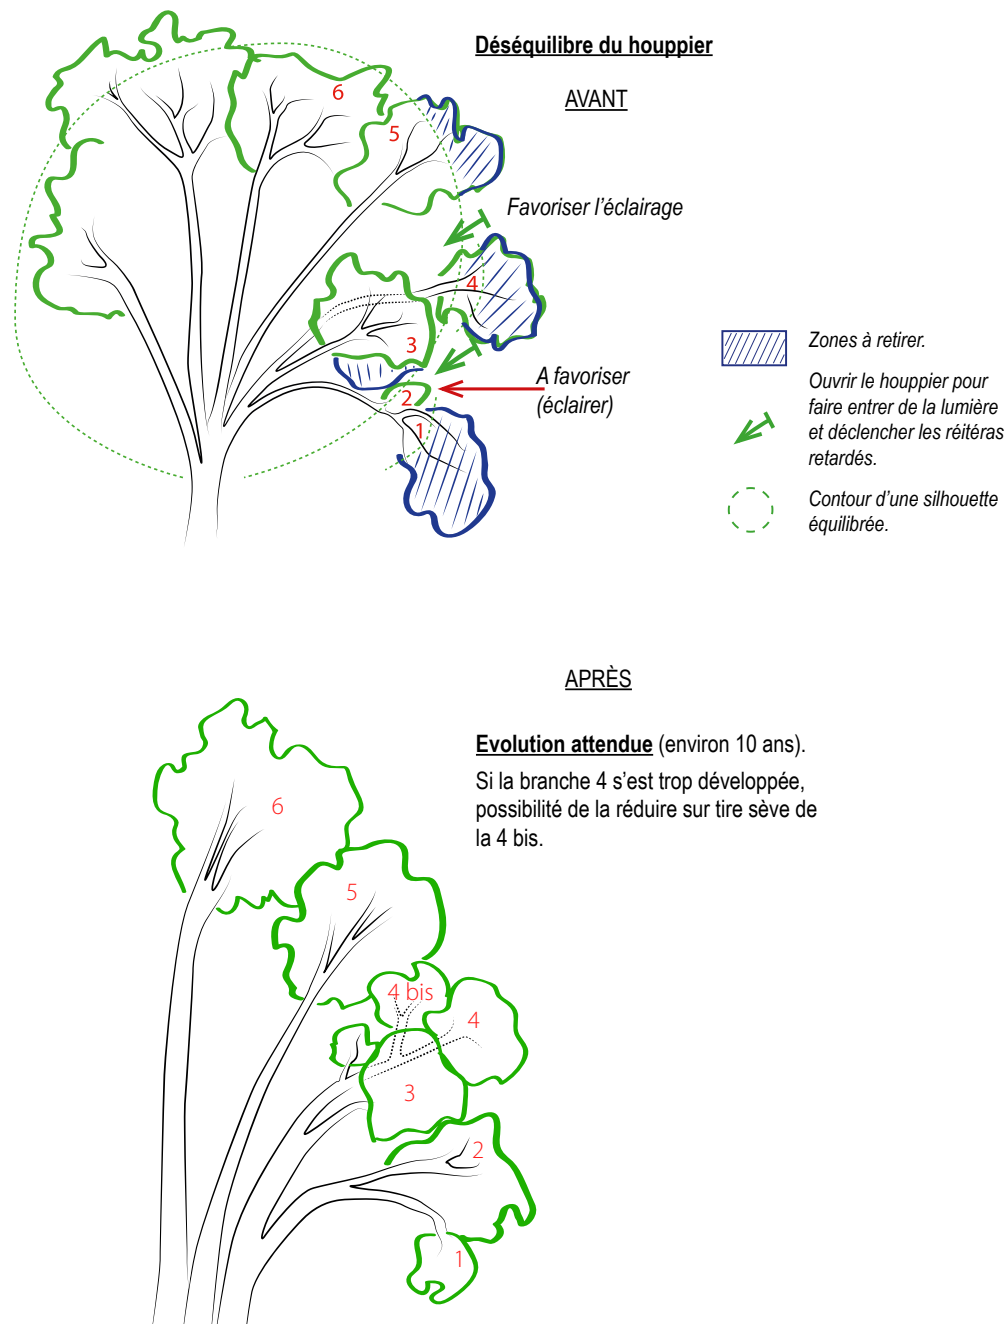 Déséquilibre du houppier
AVANT
6
5
Favoriser l'éclairage
4
3
Zones à retirer.
A favoriser
(éclairer)
2
1
Ouvrir le houppier pour
faire entrer de la lumière
et déclencher les réitéras
retardés.
Contour d'une silhouette
équilibrée.
APRÈS
Evolution attendue (environ 10 ans).
Si la branche 4 s'est trop développée,
possibilité de la réduire sur tire sève de
la 4 bis.
6
5
4 bis
4
3
2
1